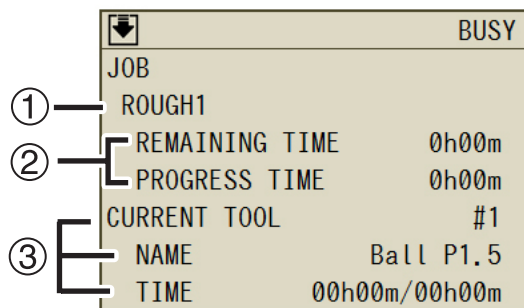 BUSY
JOB
① ROUGH1
② REMAINING TIME 0h00m
PROGRESS TIME 0h00m
CURRENT TOOL #1
③ NAME Ball P1.5
TIME 00h00m/00h00m